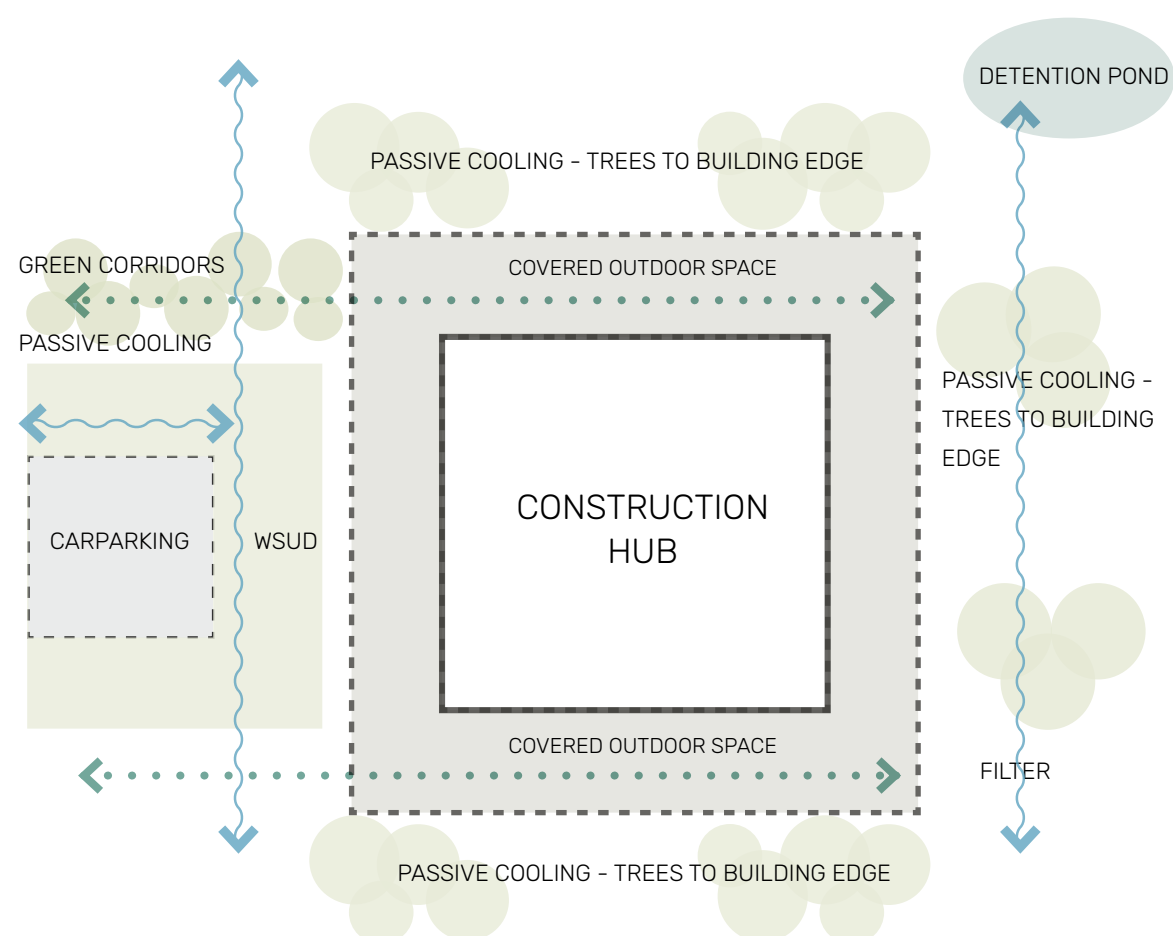 DETENTION POND
PASSIVE COOLING - TREES TO BUILDING EDGE
GREEN CORRIDORS
COVERED OUTDOOR SPACE
PASSIVE COOLING
PASSIVE COOLING -
TREES TO BUILDING
EDGE
CONSTRUCTION
HUB
CARPARKING
WSUD
COVERED OUTDOOR SPACE
FILTER
PASSIVE COOLING - TREES TO BUILDING EDGE